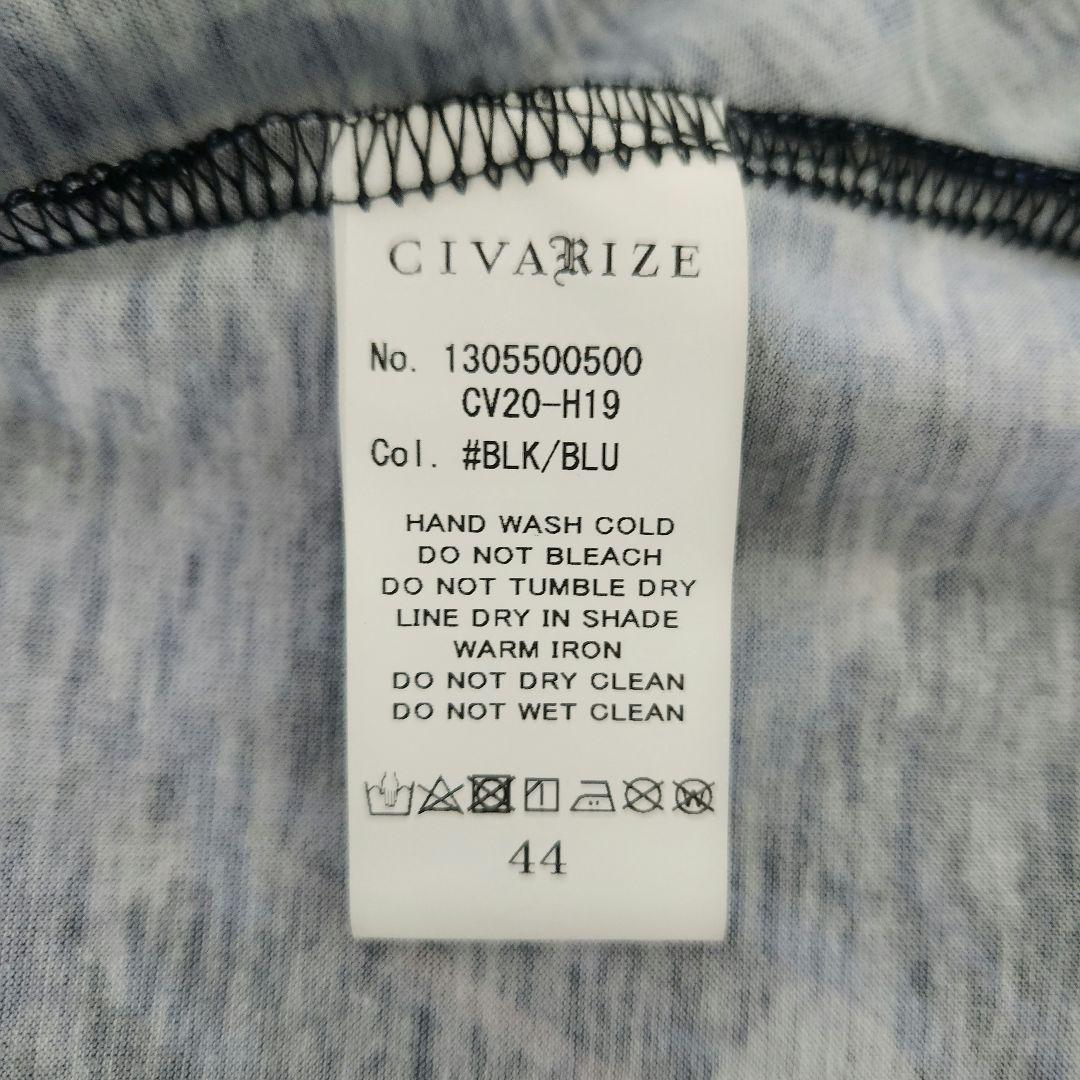 CIVARIZE
No. 1305500500
CV20-H19
Col. #BLK/BLU
HAND WASH COLD
DO NOT BLEACH
DO NOT TUMBLE DRY
LINE DRY IN SHADE
WARM IRON
DO NOT DRY CLEAN
DO NOT WET CLEAN
W
44